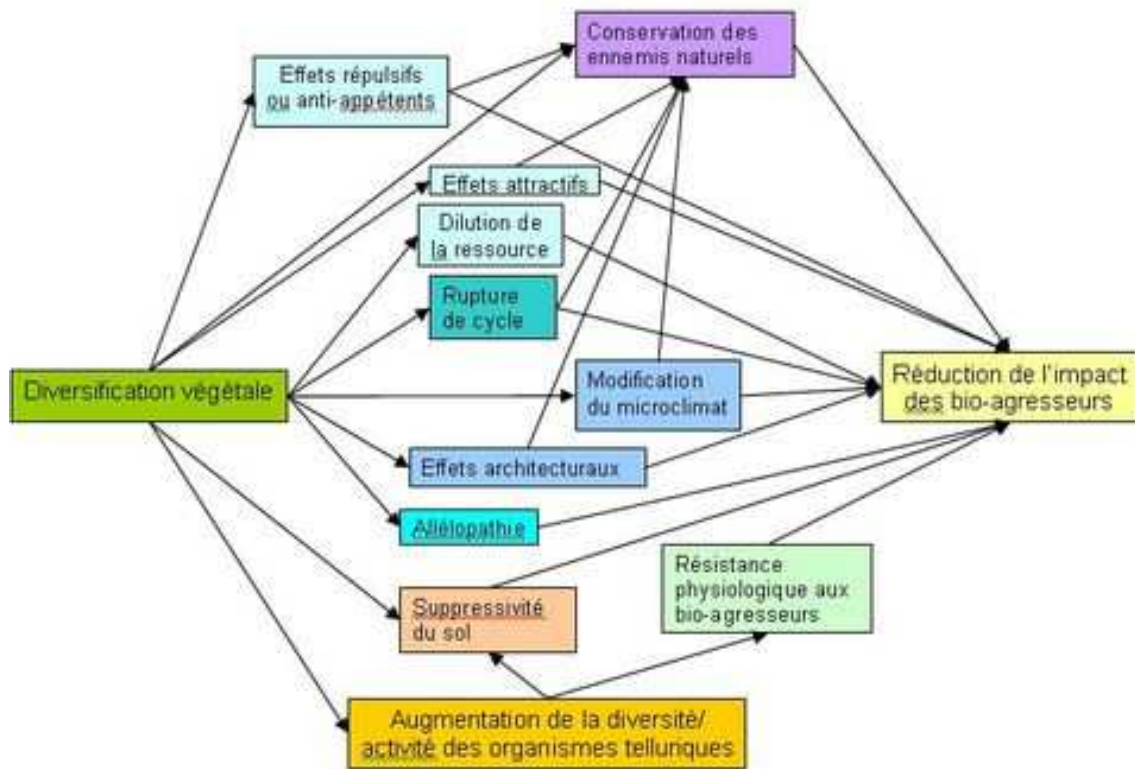 Conservation des
ennemis naturels
Effets répulsifs
ou anti-appétents
Effets attractifs
Dilution de
la ressource
Rupture
de cycle
Diversification végétale
Modification
du microclimat
Réduction de l'impact
des bio-agresseurs
Effets architecturaux
Allélopathie
Résistance
physiologique aux
bio-agresseurs
Suppressivité
du sol
Augmentation de la diversité/
activité des organismes telluriques